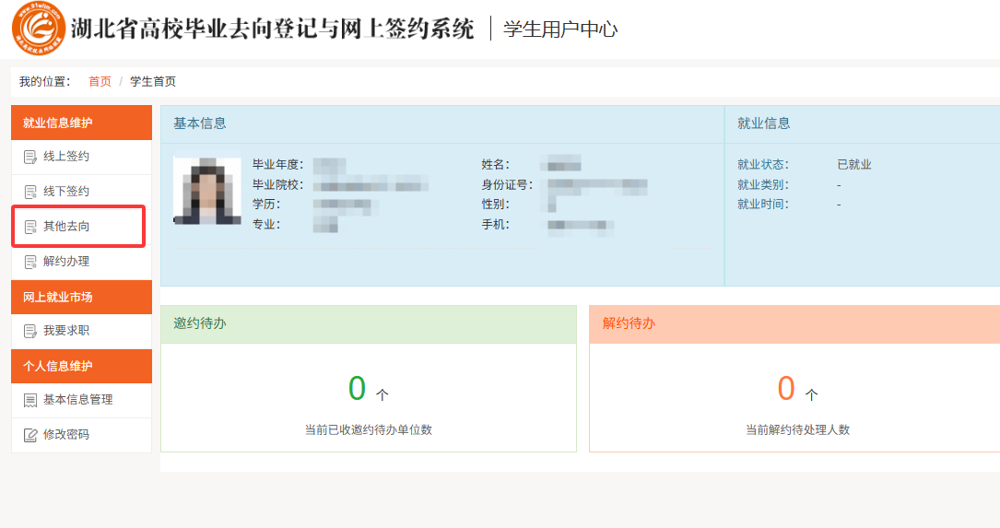 www.91wllm.com
湖北省高校毕业去向登记与网上签约系统 学生用户中心
我的位置： 首页 / 学生首页
就业信息维护
线上签约
线下签约
其他去向
解约办理
网上就业市场
我要求职
个人信息维护
基本信息管理
修改密码
基本信息
毕业年度：
姓名：
毕业院校：
身份证号：
学历：
性别：
专业：
手机：
就业信息
就业状态： 已就业
就业类别： -
就业时间： -
邀约待办
0 个
当前已收邀约待办单位数
解约待办
0 个
当前解约待处理人数